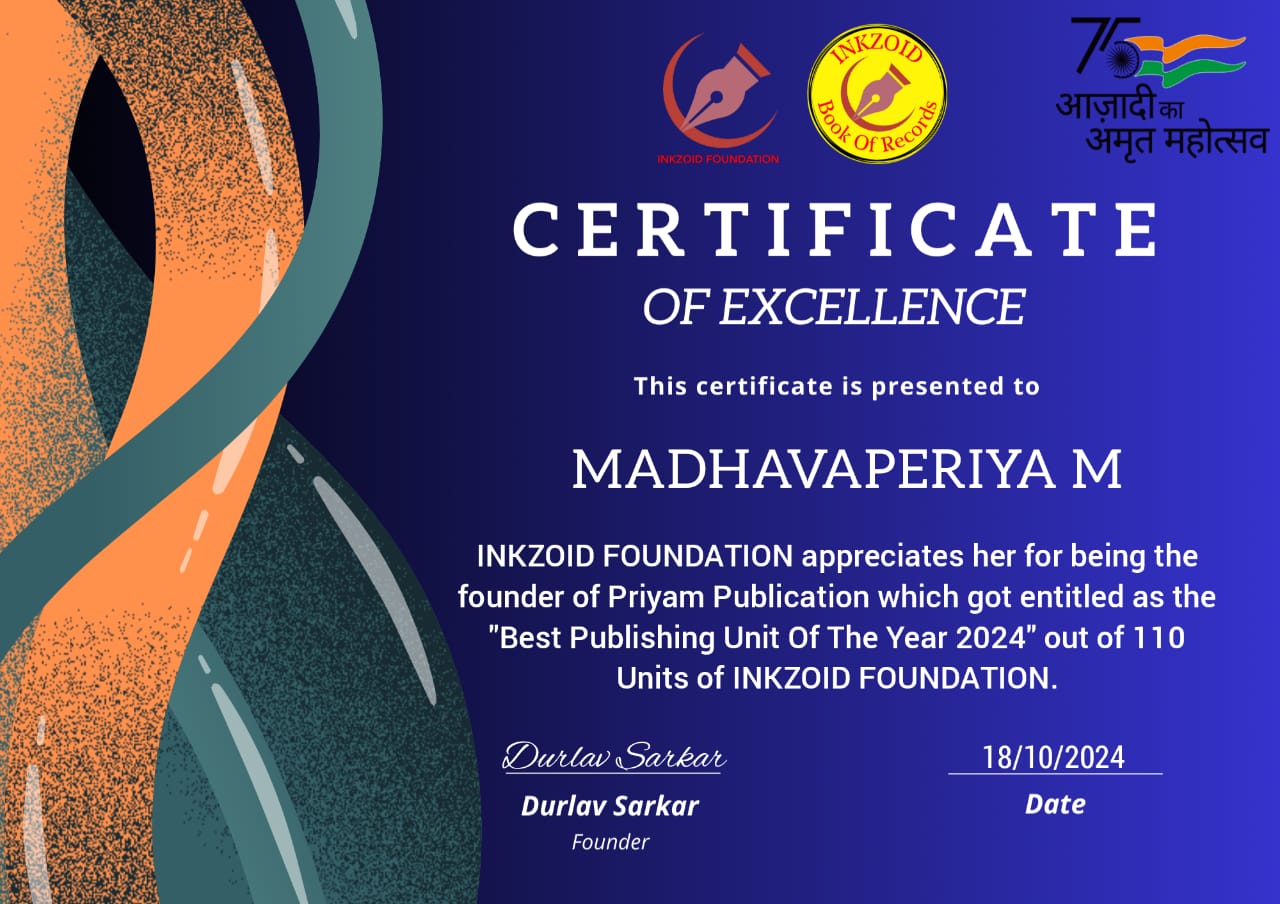 INKZOID FOUNDATION
INKZOID
Book Of Records
75
आज़ादी का
अमृत महोत्सव
CERTIFICATE
OF EXCELLENCE
This certificate is presented to
MADHAVAPERIYA M
INKZOID FOUNDATION appreciates her for being the
founder of Priyam Publication which got entitled as the
"Best Publishing Unit Of The Year 2024" out of 110
Units of INKZOID FOUNDATION.
Durlav Sarkar
18/10/2024
Durlav Sarkar
Date
Founder